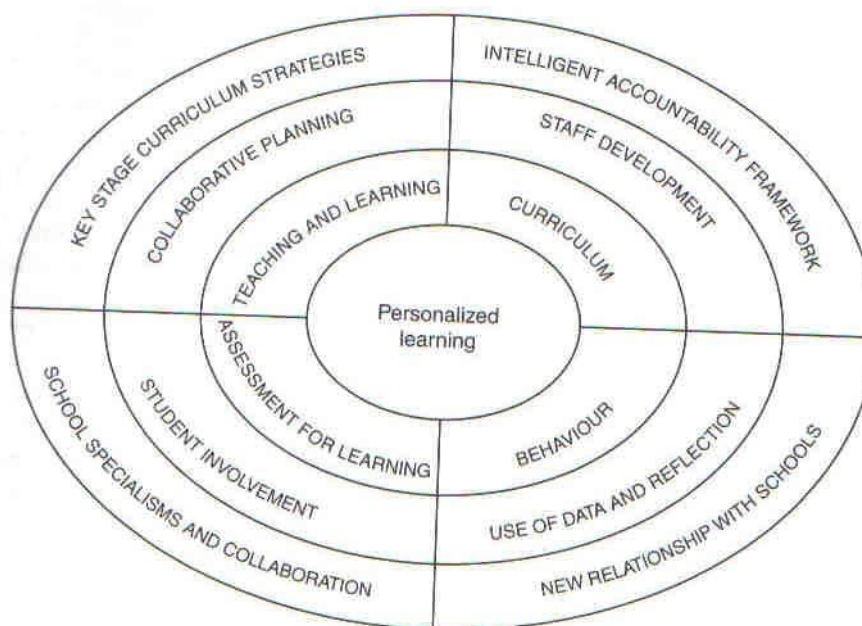 KEY STAGE CURRICULUM STRATEGIES
INTELLIGENT ACCOUNTABILITY FRAMEWORK
COLLABORATIVE PLANNING
STAFF DEVELOPMENT
TEACHING AND LEARNING
CURRICULUM
Personalized
learning
ASSESSMENT FOR LEARNING
BEHAVIOUR
STUDENT INVOLVEMENT
USE OF DATA AND REFLECTION
SCHOOL SPECIALISMS AND COLLABORATION
NEW RELATIONSHIP WITH SCHOOLS